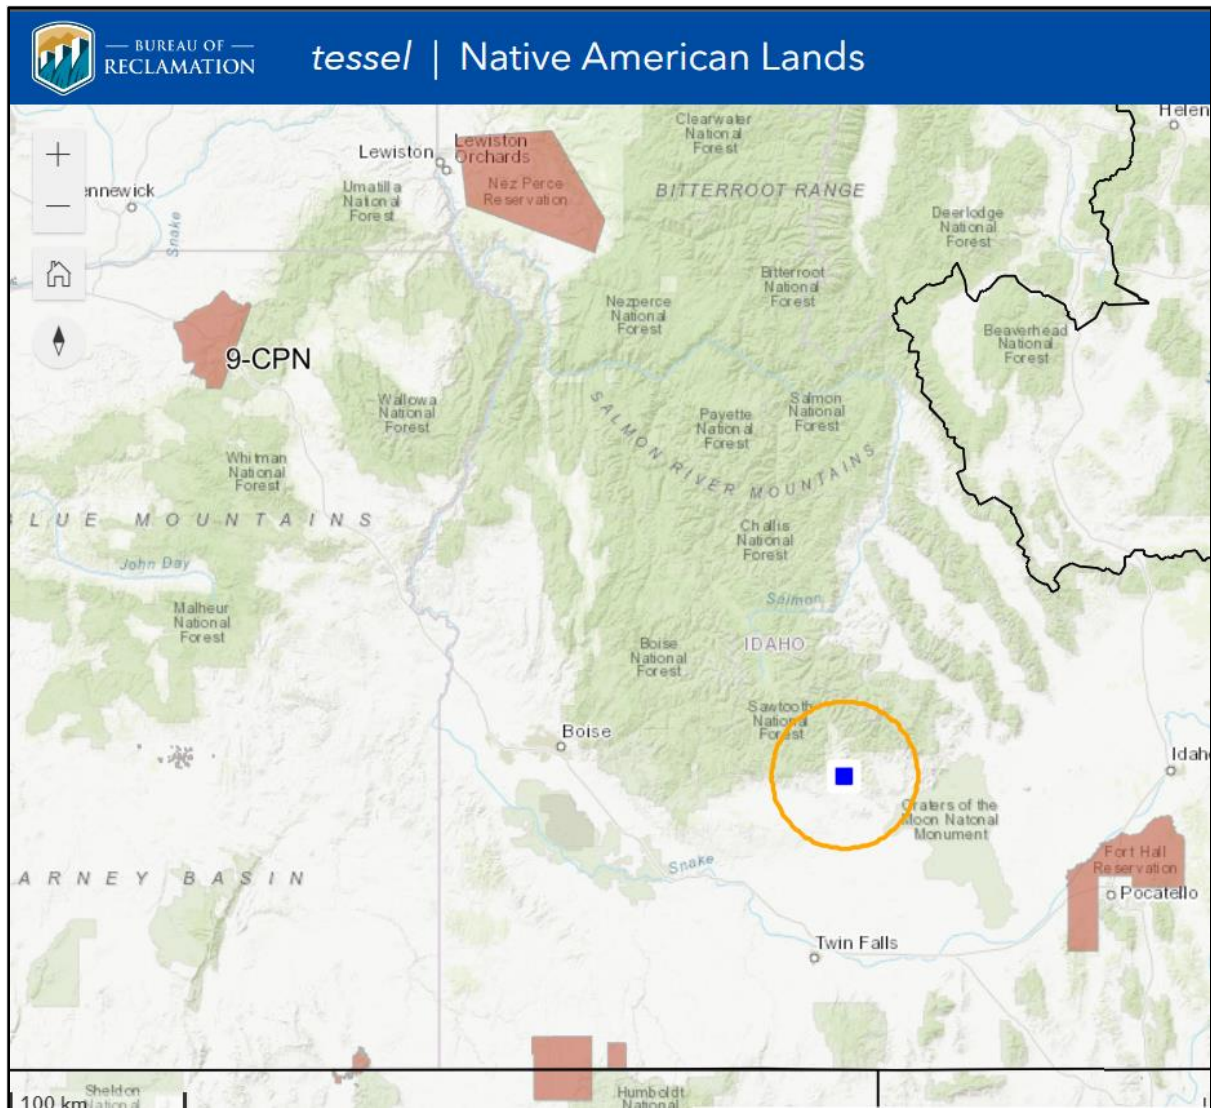 BUREAU OF
RECLAMATION
tessel | Native American Lands
Helen
Clearwater
National
Forest
Lewiston
Lewiston
Orchards
Nez Perce
Reservation
Umatilla
National
Forest
ennewick
BITTERROOT RANGE
Deerlodge
National
Forest
Snake
Bitterroot
National
Forest
Nezperce
National
Forest
Beaverhead
National
Forest
9-CPN
Wallowa
National
Forest
Salmon
National
Forest
Payette
National
Forest
SALMON RIVER MOUNTAINS
Whitman
National
Forest
BLUE MOUNTAINS
Challis
National
Forest
John Day
Salmon
Malheur
National
Forest
Boise
National
Forest
IDAHO
Sawtooth
National
Forest
Boise
Idaho
Craters of the
Moon National
Monument
Snake
Fort Hall
Reservation
ARNEY BASIN
Pocatello
Twin Falls
Sheldon
National
Humboldt
National
100 km